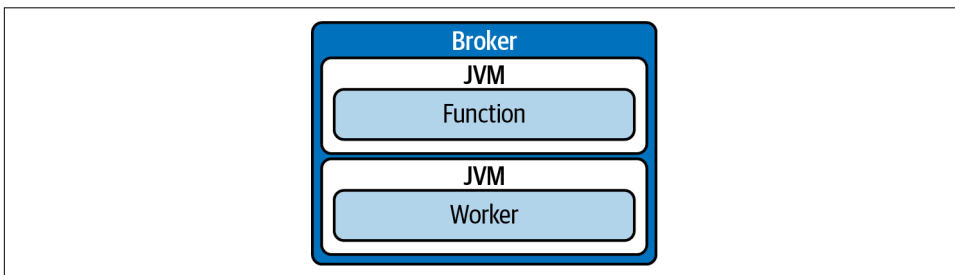 Broker
JVM
Function
JVM
Worker